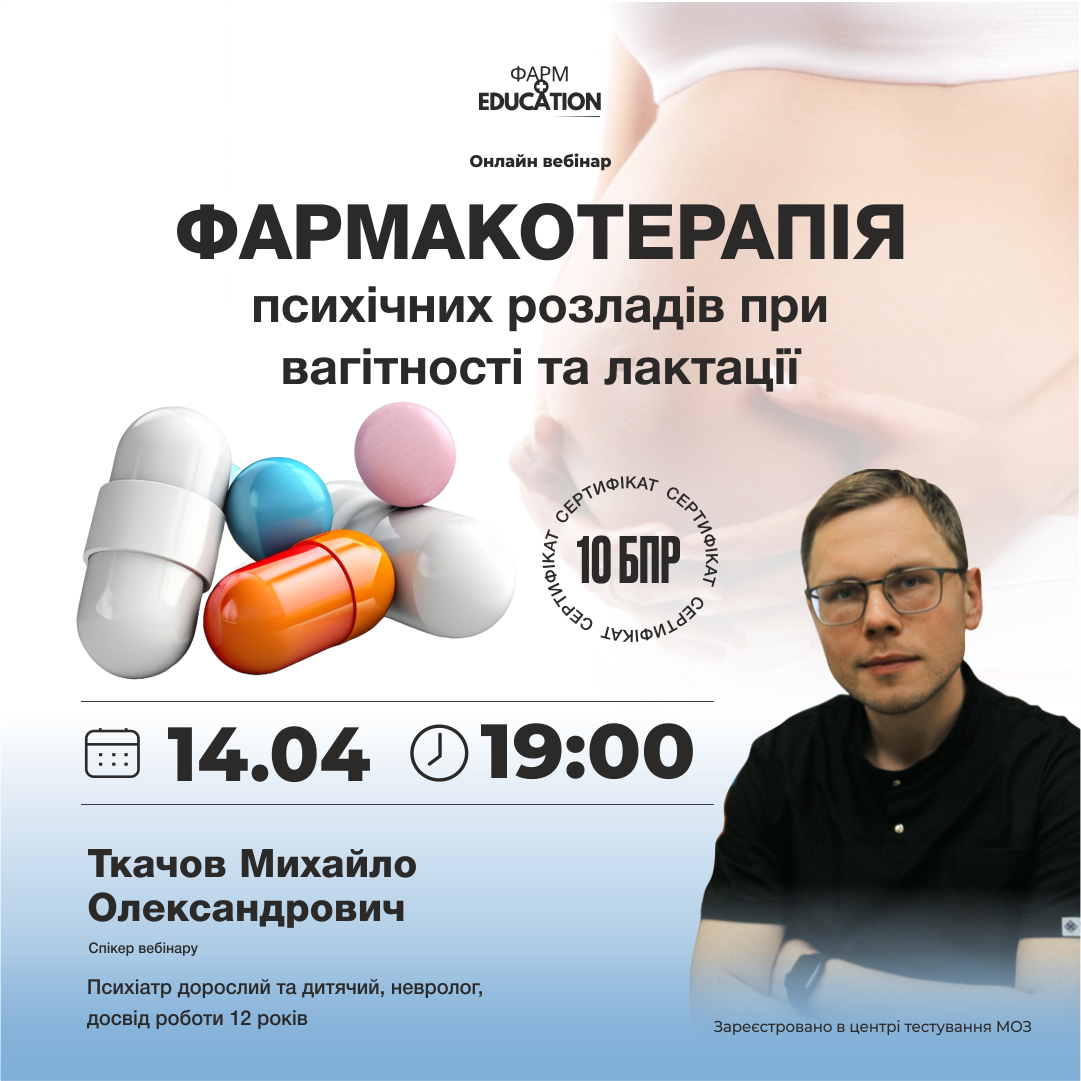 ФАРМ
EDUCATION
Онлайн вебінар
ФАРМАКОТЕРАПІЯ
психічних розладів при
вагітності та лактації
СЕРТИФІКАТ СЕРТИФІКАТ СЕРТИФІКАТ СЕРТИФІКАТ
10 БПР
14.04 19:00
Ткачов Михайло
Олександрович
Спікер вебінару
Психіатр дорослий та дитячий, невролог,
досвід роботи 12 років
Зареєстровано в центрі тестування МОЗ